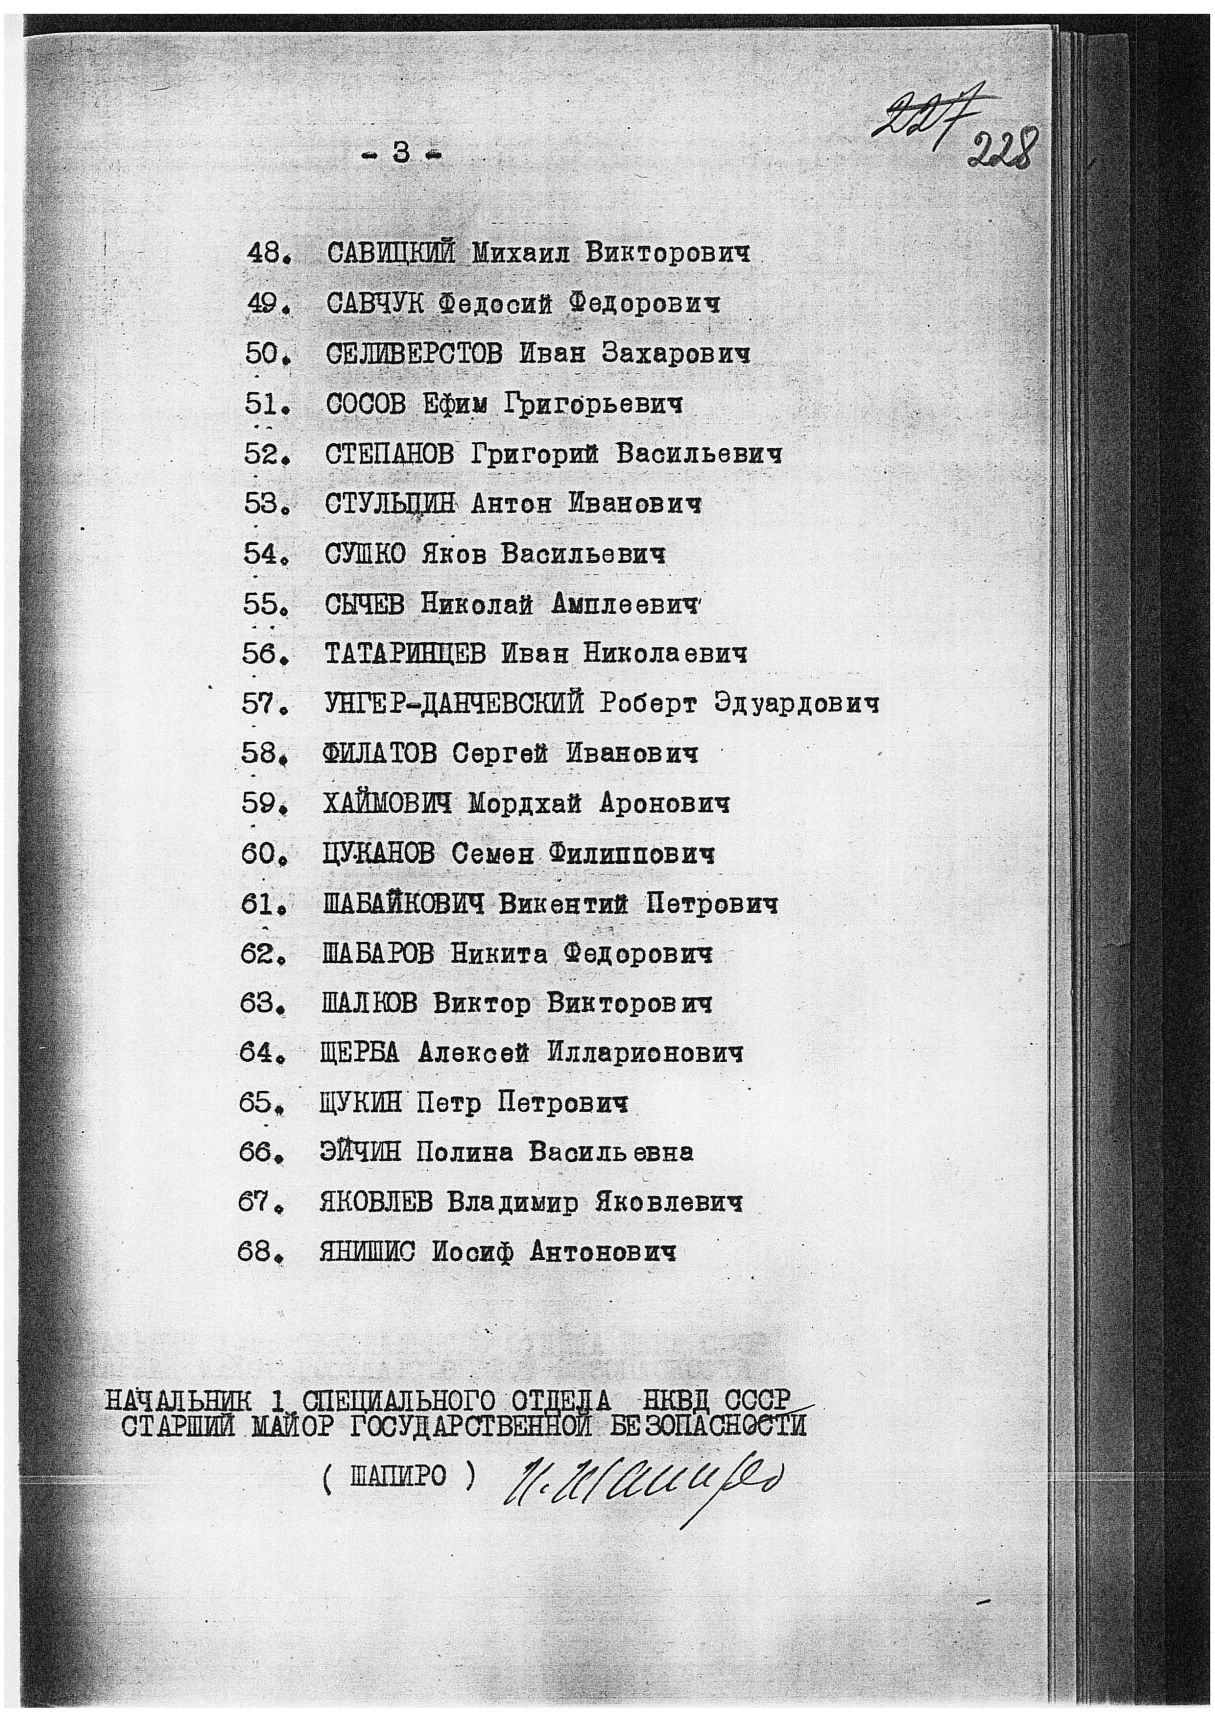 227
228
- 3 -
48. САВИЦКИЙ Михаил Викторович
49. САВЧУК Федосий Федорович
50. СЕЛИВЕРСТОВ Иван Захарович
51. СОСОВ Ефим Григорьевич
52. СТЕПАНОВ Григорий Васильевич
53. СТУЛЬПИН Антон Иванович
54. СУШКО Яков Васильевич
55. СЫЧЕВ Николай Амплеевич
56. ТАТАРИНЦЕВ Иван Николаевич
57. УНГЕР-ДАНЧЕВСКИЙ Роберт Эдуардович
58. ФИЛАТОВ Сергей Иванович
59. ХАЙМОВИЧ Мордхай Аронович
60. ЦУКАНОВ Семен Филиппович
61. ШАБАЙКОВИЧ Викентий Петрович
62. ШАБАРОВ Никита Федорович
63. ШАЛКОВ Виктор Викторович
64. ЩЕРБА Алексей Илларионович
65. ЩУКИН Петр Петрович
66. ЭЙЧИН Полина Васильевна
67. ЯКОВЛЕВ Владимир Яковлевич
68. ЯНИШИС Иосиф Антонович
НАЧАЛЬНИК 1 СПЕЦИАЛЬНОГО ОТДЕЛА НКВД СССР
СТАРШИЙ МАЙОР ГОСУДАРСТВЕННОЙ БЕЗОПАСНОСТИ
( ШАПИРО ) И. Шапиро